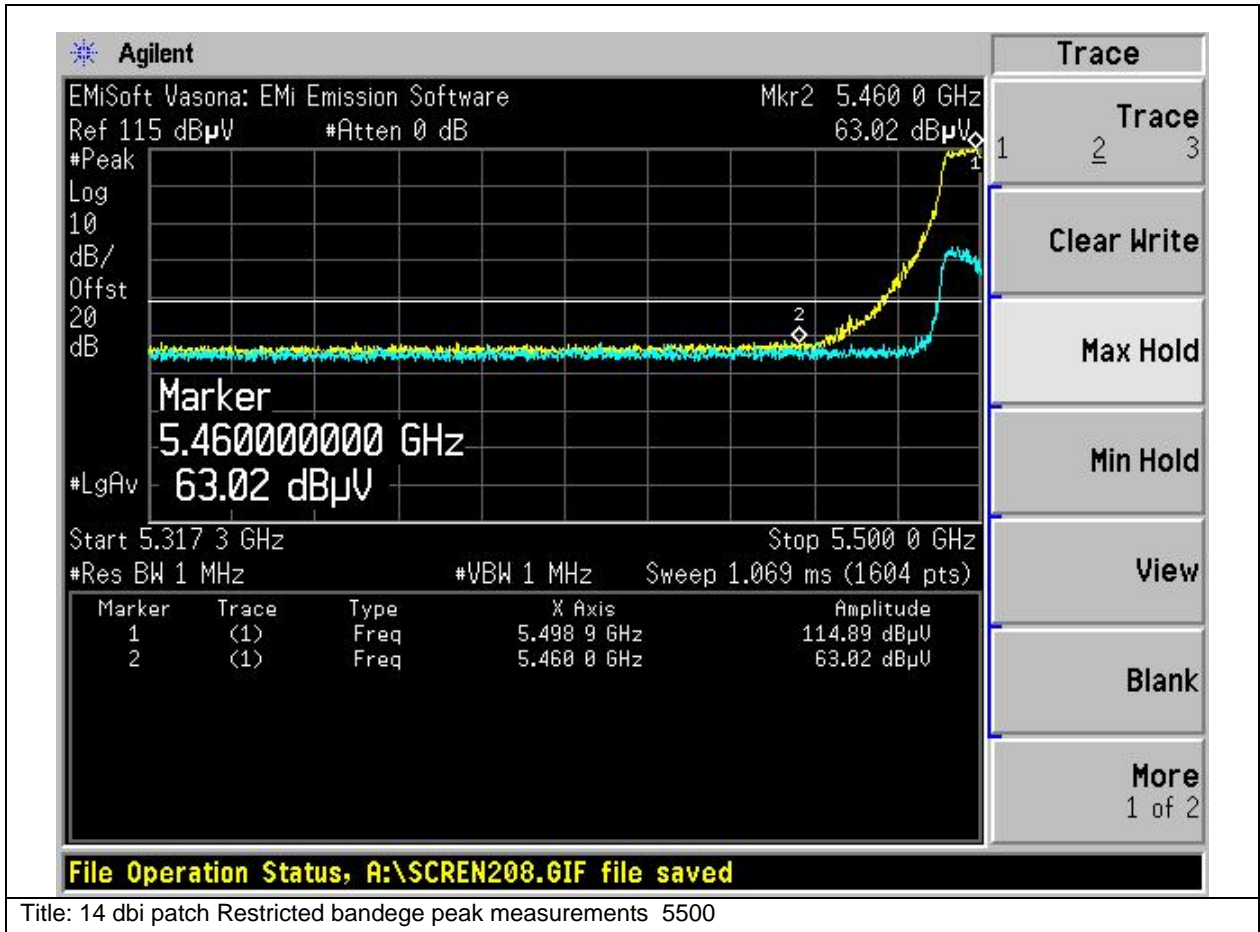 Agilent
Trace
EMiSoft Vasona: EMi Emission Software
Mkr2 5.460 0 GHz
Ref 115 dBµV #Atten 0 dB 63.02 dBµV
#Peak
Log
10
dB/
Offst
20
dB
1
2
Marker
5.460000000 GHz
63.02 dBµV
#LgAv
Start 5.317 3 GHz Stop 5.500 0 GHz
#Res BW 1 MHz #VBW 1 MHz Sweep 1.069 ms (1604 pts)
Marker Trace Type X Axis Amplitude
1 (1) Freq 5.498 9 GHz 114.89 dBµV
2 (1) Freq 5.460 0 GHz 63.02 dBµV
Trace
1 2 3
Clear Write
Max Hold
Min Hold
View
Blank
More
1 of 2
File Operation Status, A:\SCREN208.GIF file saved
Title: 14 dbi patch Restricted bandege peak measurements 5500